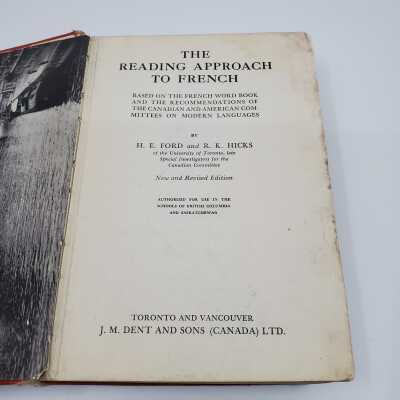 THE
READING APPROACH
TO FRENCH
BASED ON THE FRENCH WORD BOOK
AND THE RECOMMENDATIONS OF
THE CANADIAN AND AMERICAN COM-
MITTEES ON MODERN LANGUAGES
BY
H. E. FORD and R. K. HICKS
of the University of Toronto, late
Special Investigators for the
Canadian Committee
New and Revised Edition
AUTHORIZED FOR USE IN THE
SCHOOLS OF BRITISH COLUMBIA
AND SASKATCHEWAN
TORONTO AND VANCOUVER
J. M. DENT AND SONS (CANADA) LTD.